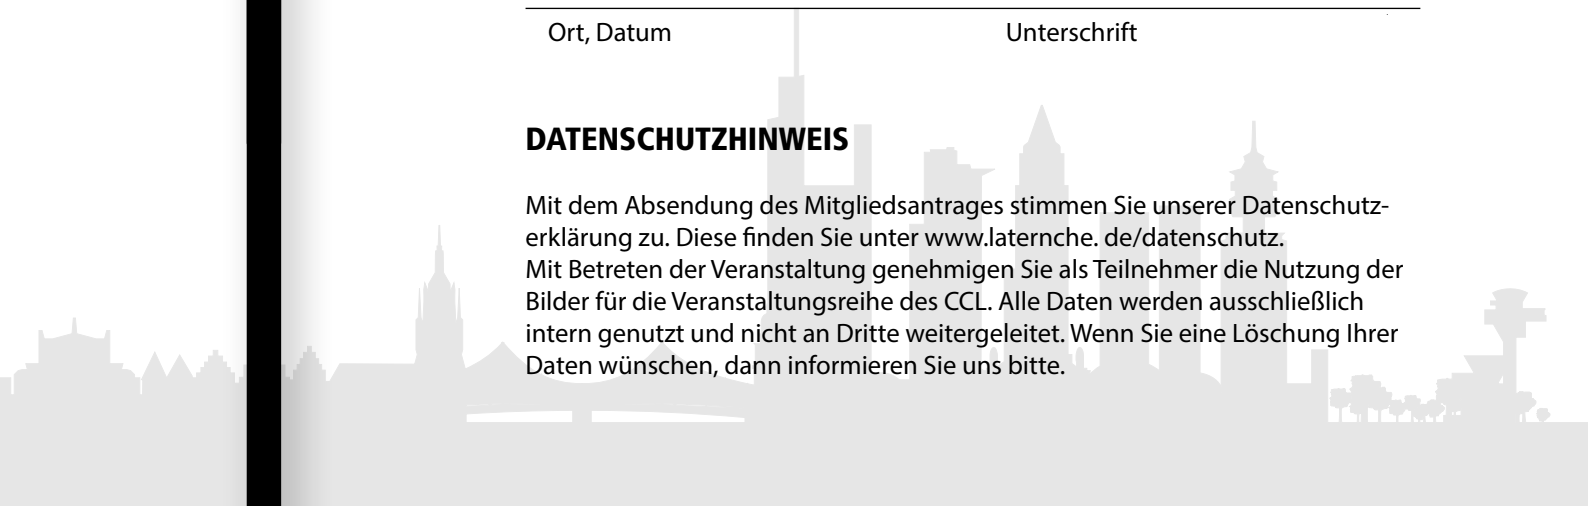 Ort, Datum Unterschrift
DATENSCHUTZHINWEIS
Mit dem Absendung des Mitgliedsantrages stimmen Sie unserer Datenschutz-
erklärung zu. Diese finden Sie unter www.laternche. de/datenschutz.
Mit Betreten der Veranstaltung genehmigen Sie als Teilnehmer die Nutzung der
Bilder für die Veranstaltungsreihe des CCL. Alle Daten werden ausschließlich
intern genutzt und nicht an Dritte weitergeleitet. Wenn Sie eine Löschung Ihrer
Daten wünschen, dann informieren Sie uns bitte.